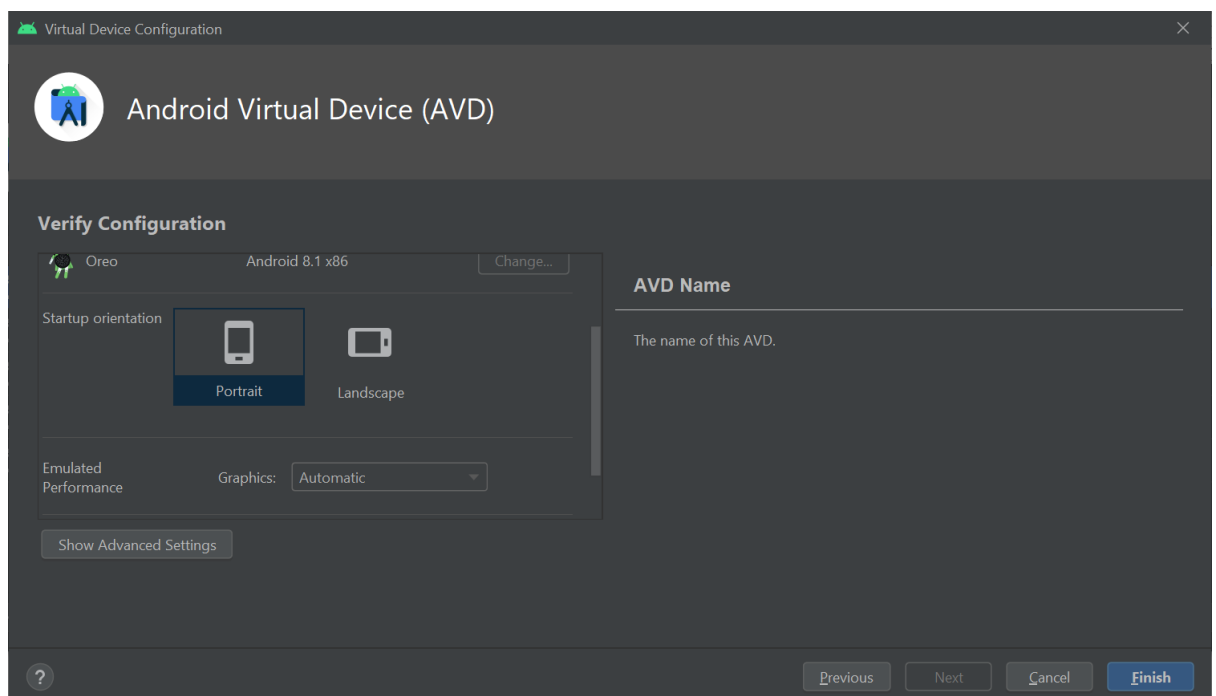 Virtual Device Configuration
Android Virtual Device (AVD)
Verify Configuration
Oreo Android 8.1 x86 Change...
Startup orientation
Portrait
Landscape
Emulated
Performance
Graphics: Automatic
Show Advanced Settings
AVD Name
The name of this AVD.
? Previous Next Cancel Finish